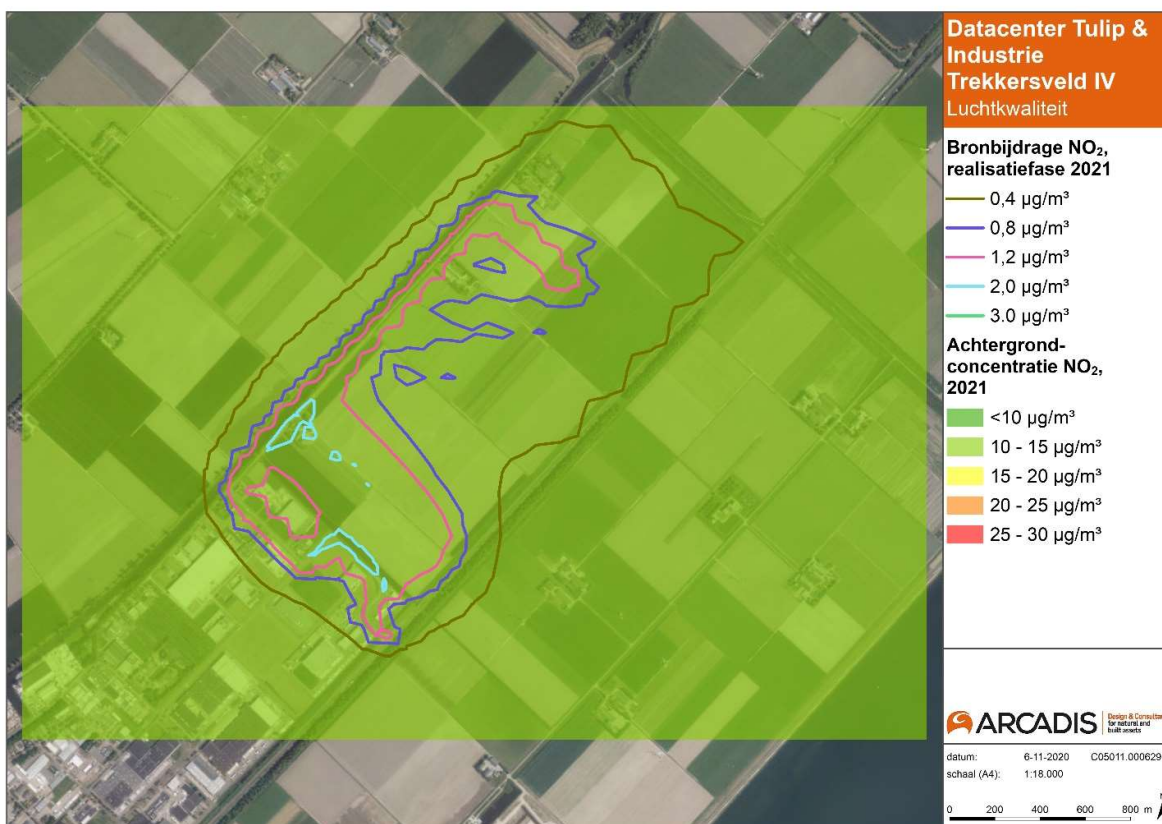 Datacenter Tulip &
Industrie
Trekkersveld IV
Luchtkwaliteit
Bronbijdrage NO₂,
realisatiefase 2021
0,4 µg/m³
0,8 µg/m³
1,2 µg/m³
2,0 µg/m³
3.0 µg/m³
Achtergrond-
concentratie NO₂,
2021
<10 µg/m³
10 - 15 µg/m³
15 - 20 µg/m³
20 - 25 µg/m³
25 - 30 µg/m³
ARCADIS
Design & Consultan
for natural and
built assets
datum: 6-11-2020 C05011.000629
schaal (A4): 1:18.000
0 200 400 600 800 m